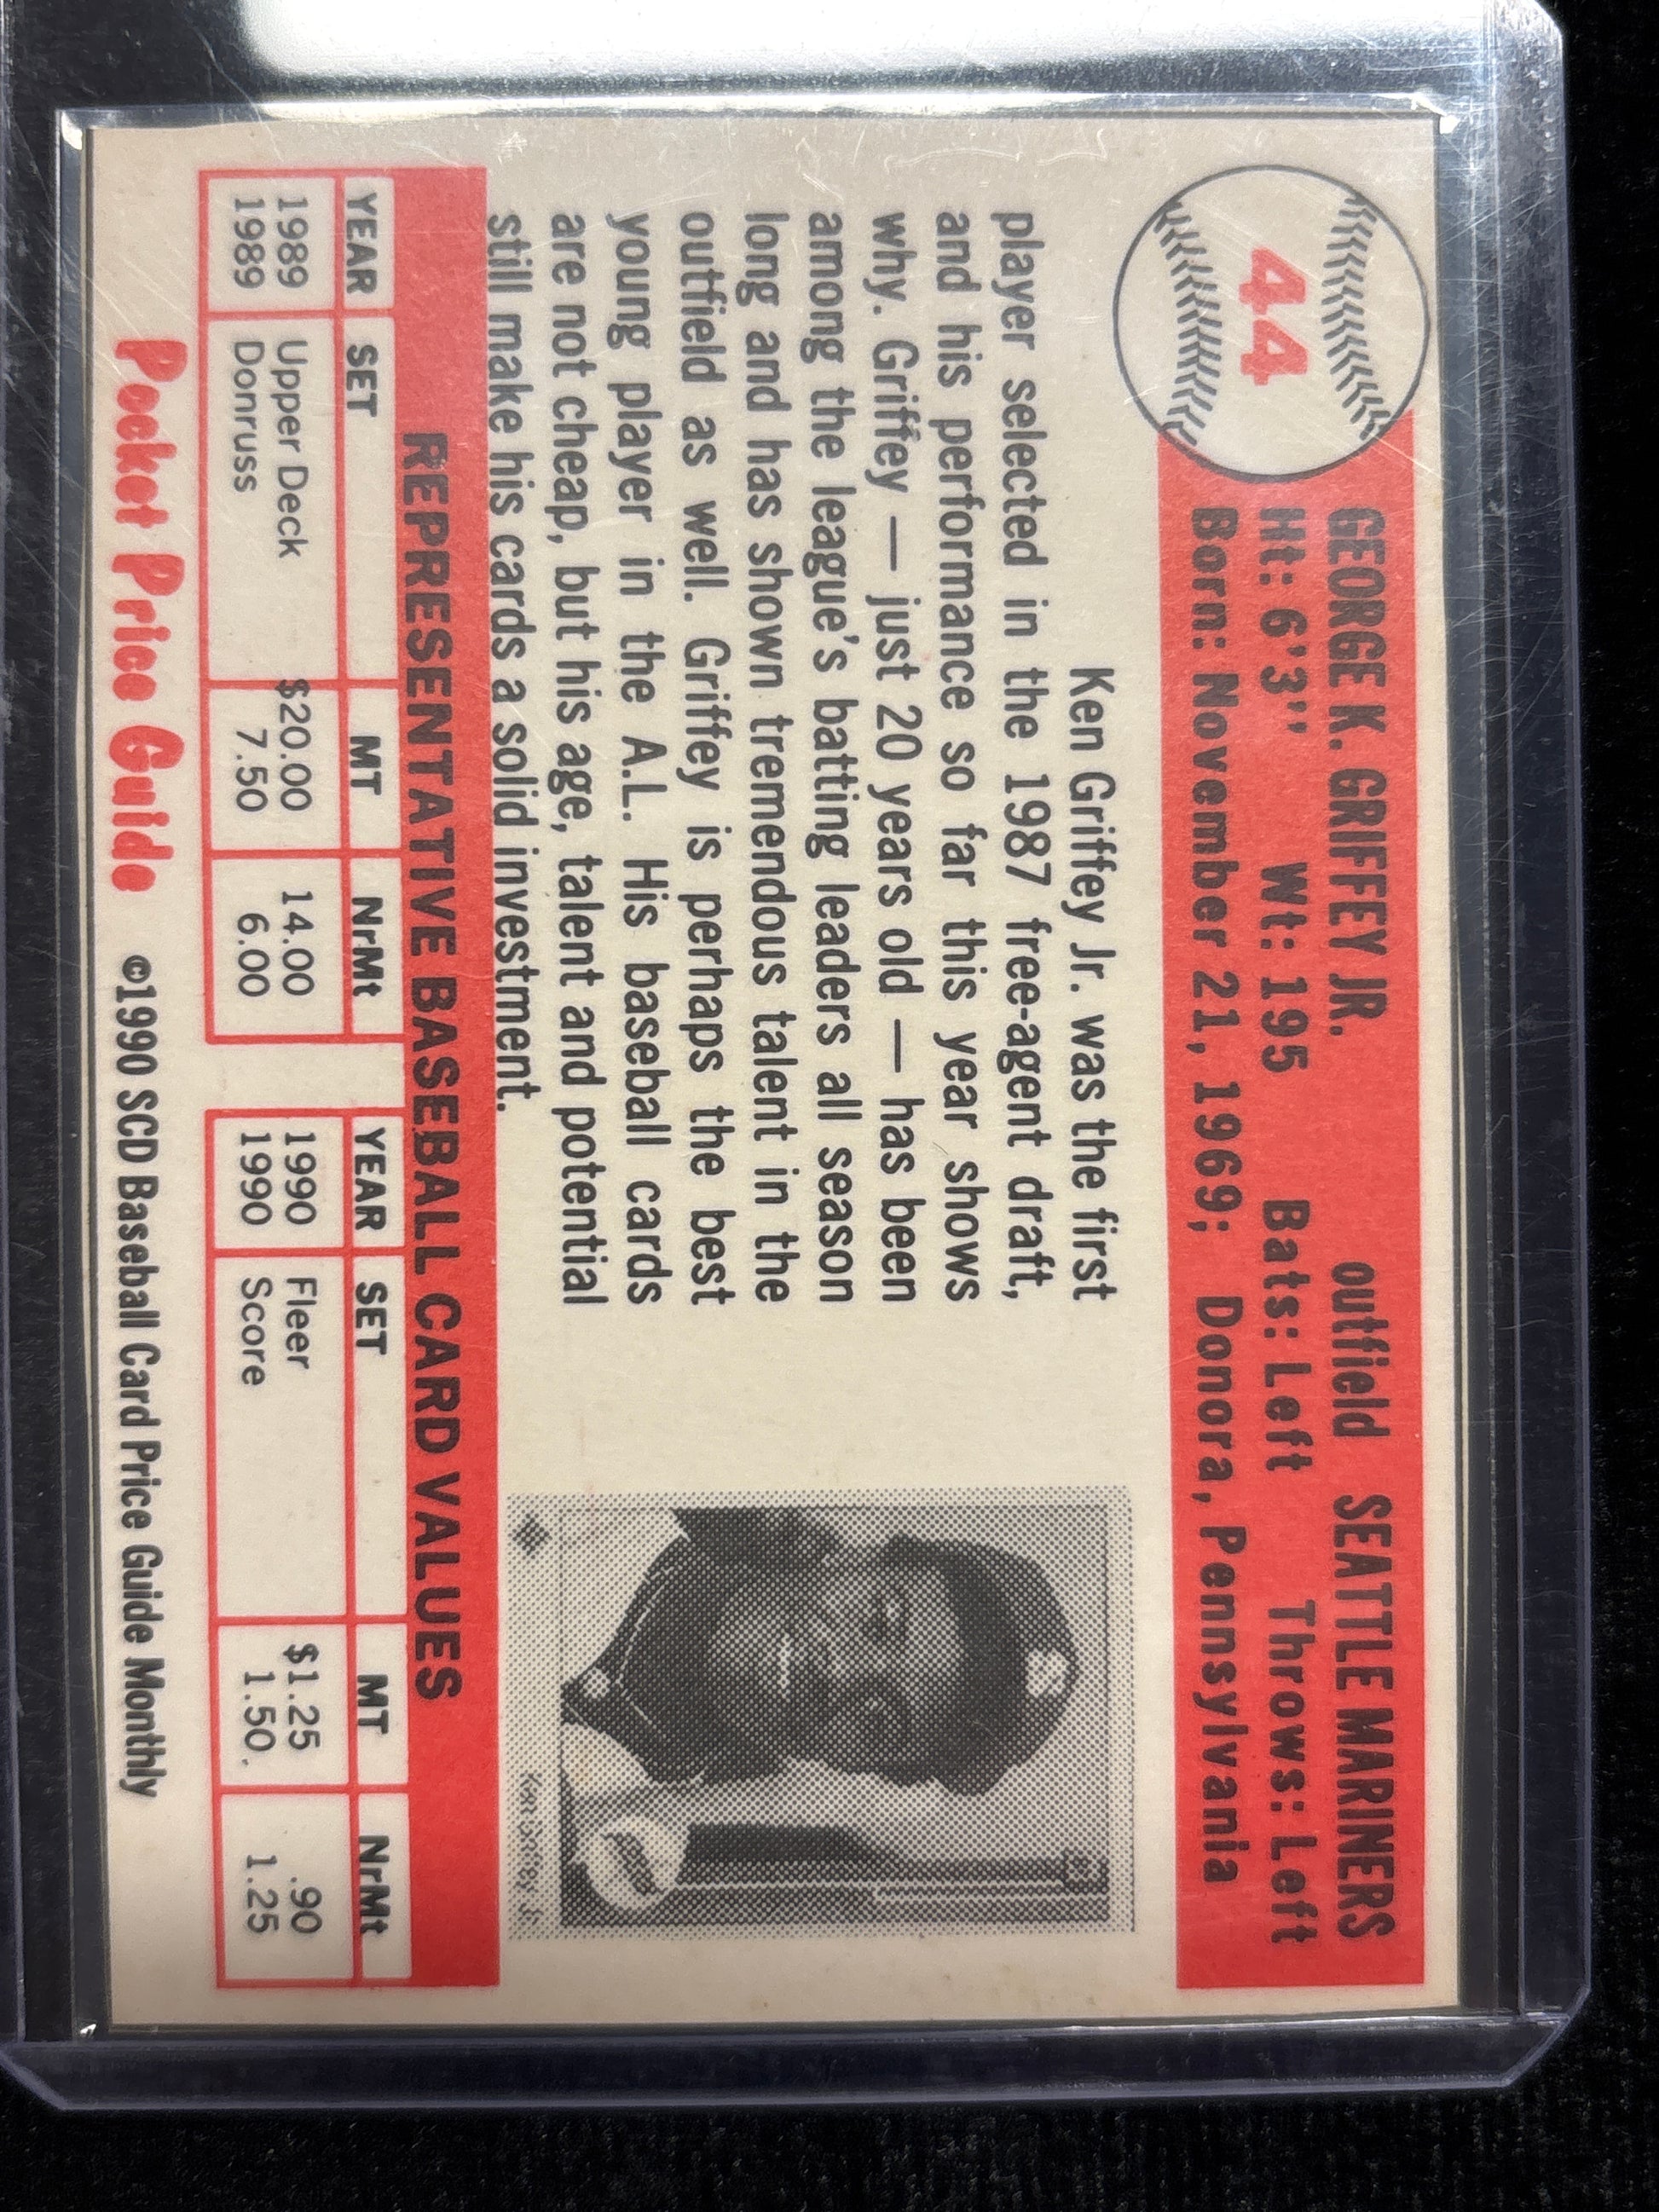 44
GEORGE K. GRIFFEY JR. outfield SEATTLE MARINERS
Ht: 6'3'' Wt: 195 Bats: Left Throws: Left
Born: November 21, 1969; Donora, Pennsylvania
Ken Griffey Jr. was the first
player selected in the 1987 free-agent draft,
and his performance so far this year shows
why. Griffey — just 20 years old — has been
among the league's batting leaders all season
long and has shown tremendous talent in the
outfield as well. Griffey is perhaps the best
young player in the A.L. His baseball cards
are not cheap, but his age, talent and potential
still make his cards a solid investment.
Ken Griffey Jr.
REPRESENTATIVE BASEBALL CARD VALUES
YEAR SET MT NrMt YEAR SET MT NrMt
1989 Upper Deck $20.00 14.00 1990 Fleer $1.25 .90
1989 Donruss 7.50 6.00 1990 Score 1.50. 1.25
Pocket Price Guide ©1990 SCD Baseball Card Price Guide Monthly